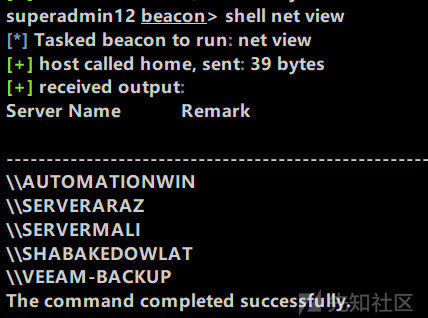 superadmin12 beacon> shell net view
[*] Tasked beacon to run: net view
[+] host called home, sent: 39 bytes
[+] received output:
Server Name            Remark
-------------------------------------------------------
\\AUTOMATIONWIN
\\SERVERARAZ
\\SERVERMALI
\\SHABAKEDOWLAT
\\VEEAM-BACKUP
The command completed successfully.
先知社区